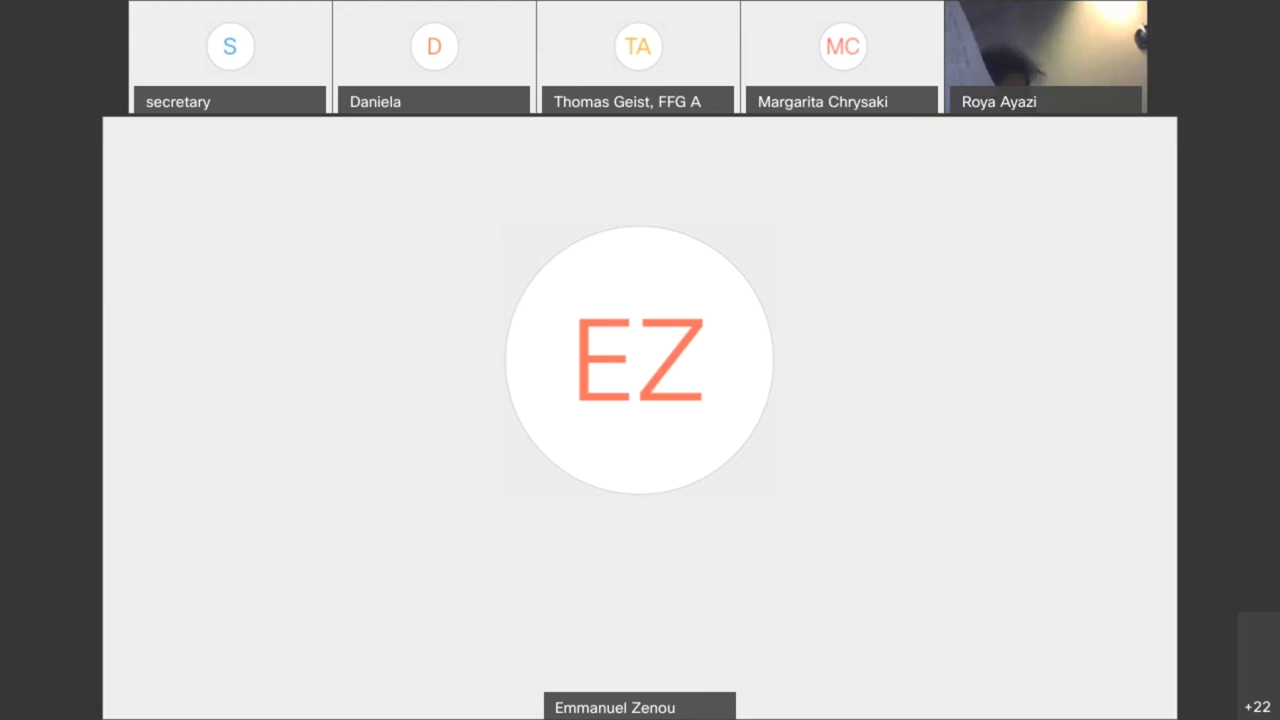 S
D
TA
MC
secretary
Daniela
Thomas Geist, FFG A
Margarita Chrysaki
Roya Ayazi
EZ
Emmanuel Zenou
+22